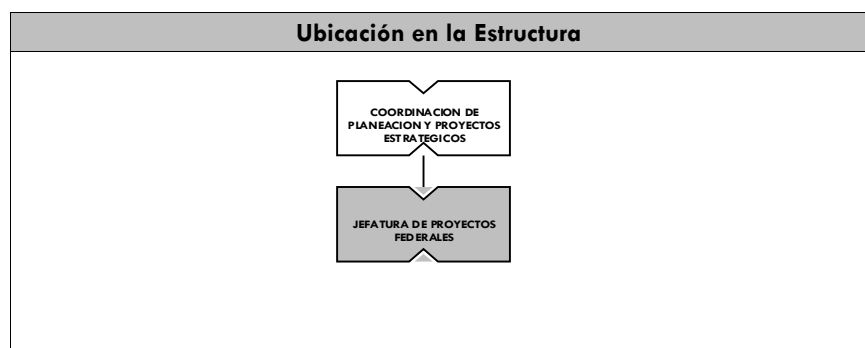 Ubicación en la Estructura
COORDINACION DE
PLANEACION Y PROYECTOS
ESTRATEGICOS
JEFATURA DE PROYECTOS
FEDERALES